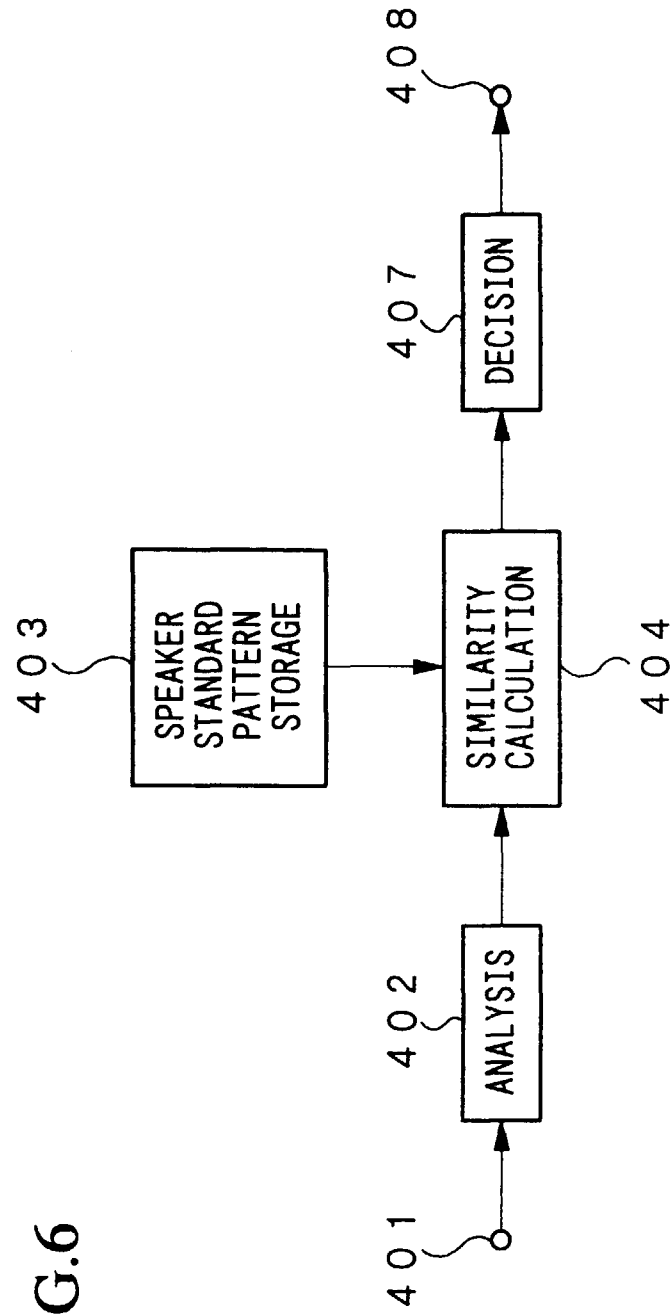 G.6
403
SPEAKER
STANDARD
PATTERN
STORAGE
401
402
ANALYSIS
SIMILARITY
CALCULATION
404
407
DECISION
408